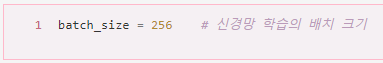 1 batch_size = 256 # 신경망 학습의 배치 크기